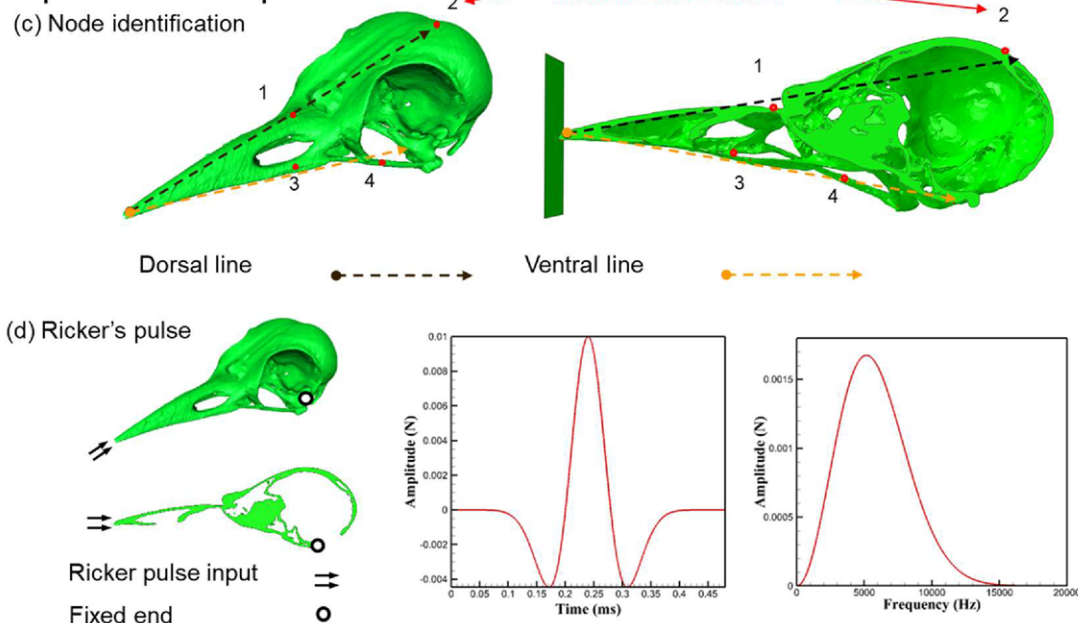 2
2
(c) Node identification
1
3
4
1
3
4
Dorsal line
Ventral line
(d) Ricker's pulse
Ricker pulse input
Fixed end
Amplitude (N)
0.01
0.008
0.006
0.004
0.002
0
-0.002
-0.004
0 0.05 0.1 0.15 0.2 0.25 0.3 0.35 0.4 0.45
Time (ms)
Amplitude (N)
0.0015
0.001
0.0005
0
0 5000 10000 15000 20000
Frequency (Hz)